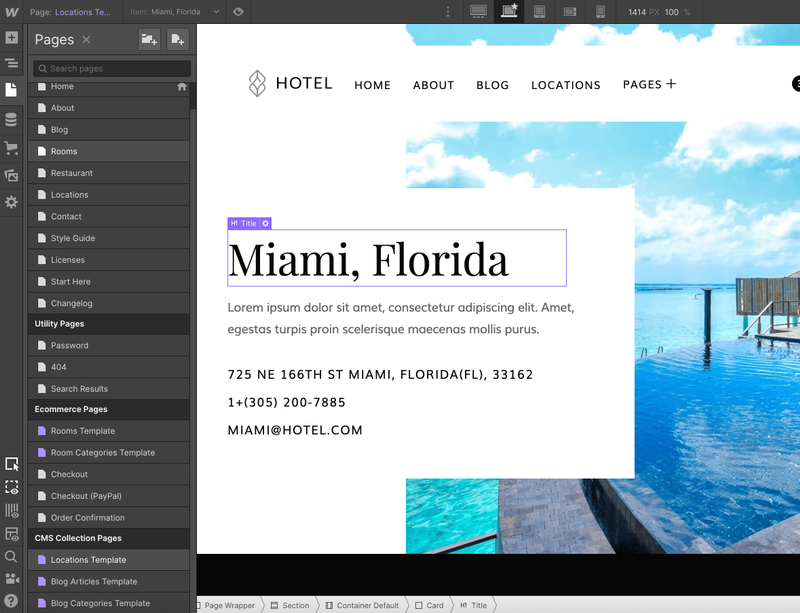 Page: Locations Te...
Item: Miami, Florida
1414 PX 100 %
Pages
Search pages
Home
About
Blog
Rooms
Restaurant
Locations
Contact
Style Guide
Licenses
Start Here
Changelog
Utility Pages
Password
404
Search Results
Ecommerce Pages
Rooms Template
Room Categories Template
Checkout
Checkout (PayPal)
Order Confirmation
CMS Collection Pages
Locations Template
Blog Articles Template
Blog Categories Template
HOTEL HOME ABOUT BLOG LOCATIONS PAGES +
H1 Title
Miami, Florida
Lorem ipsum dolor sit amet, consectetur adipiscing elit. Amet,
egestas turpis proin scelerisque maecenas mollis purus.
725 NE 166TH ST MIAMI, FLORIDA(FL), 33162
1+(305) 200-7885
MIAMI@HOTEL.COM
Page Wrapper Section Container Default Card H1 Title